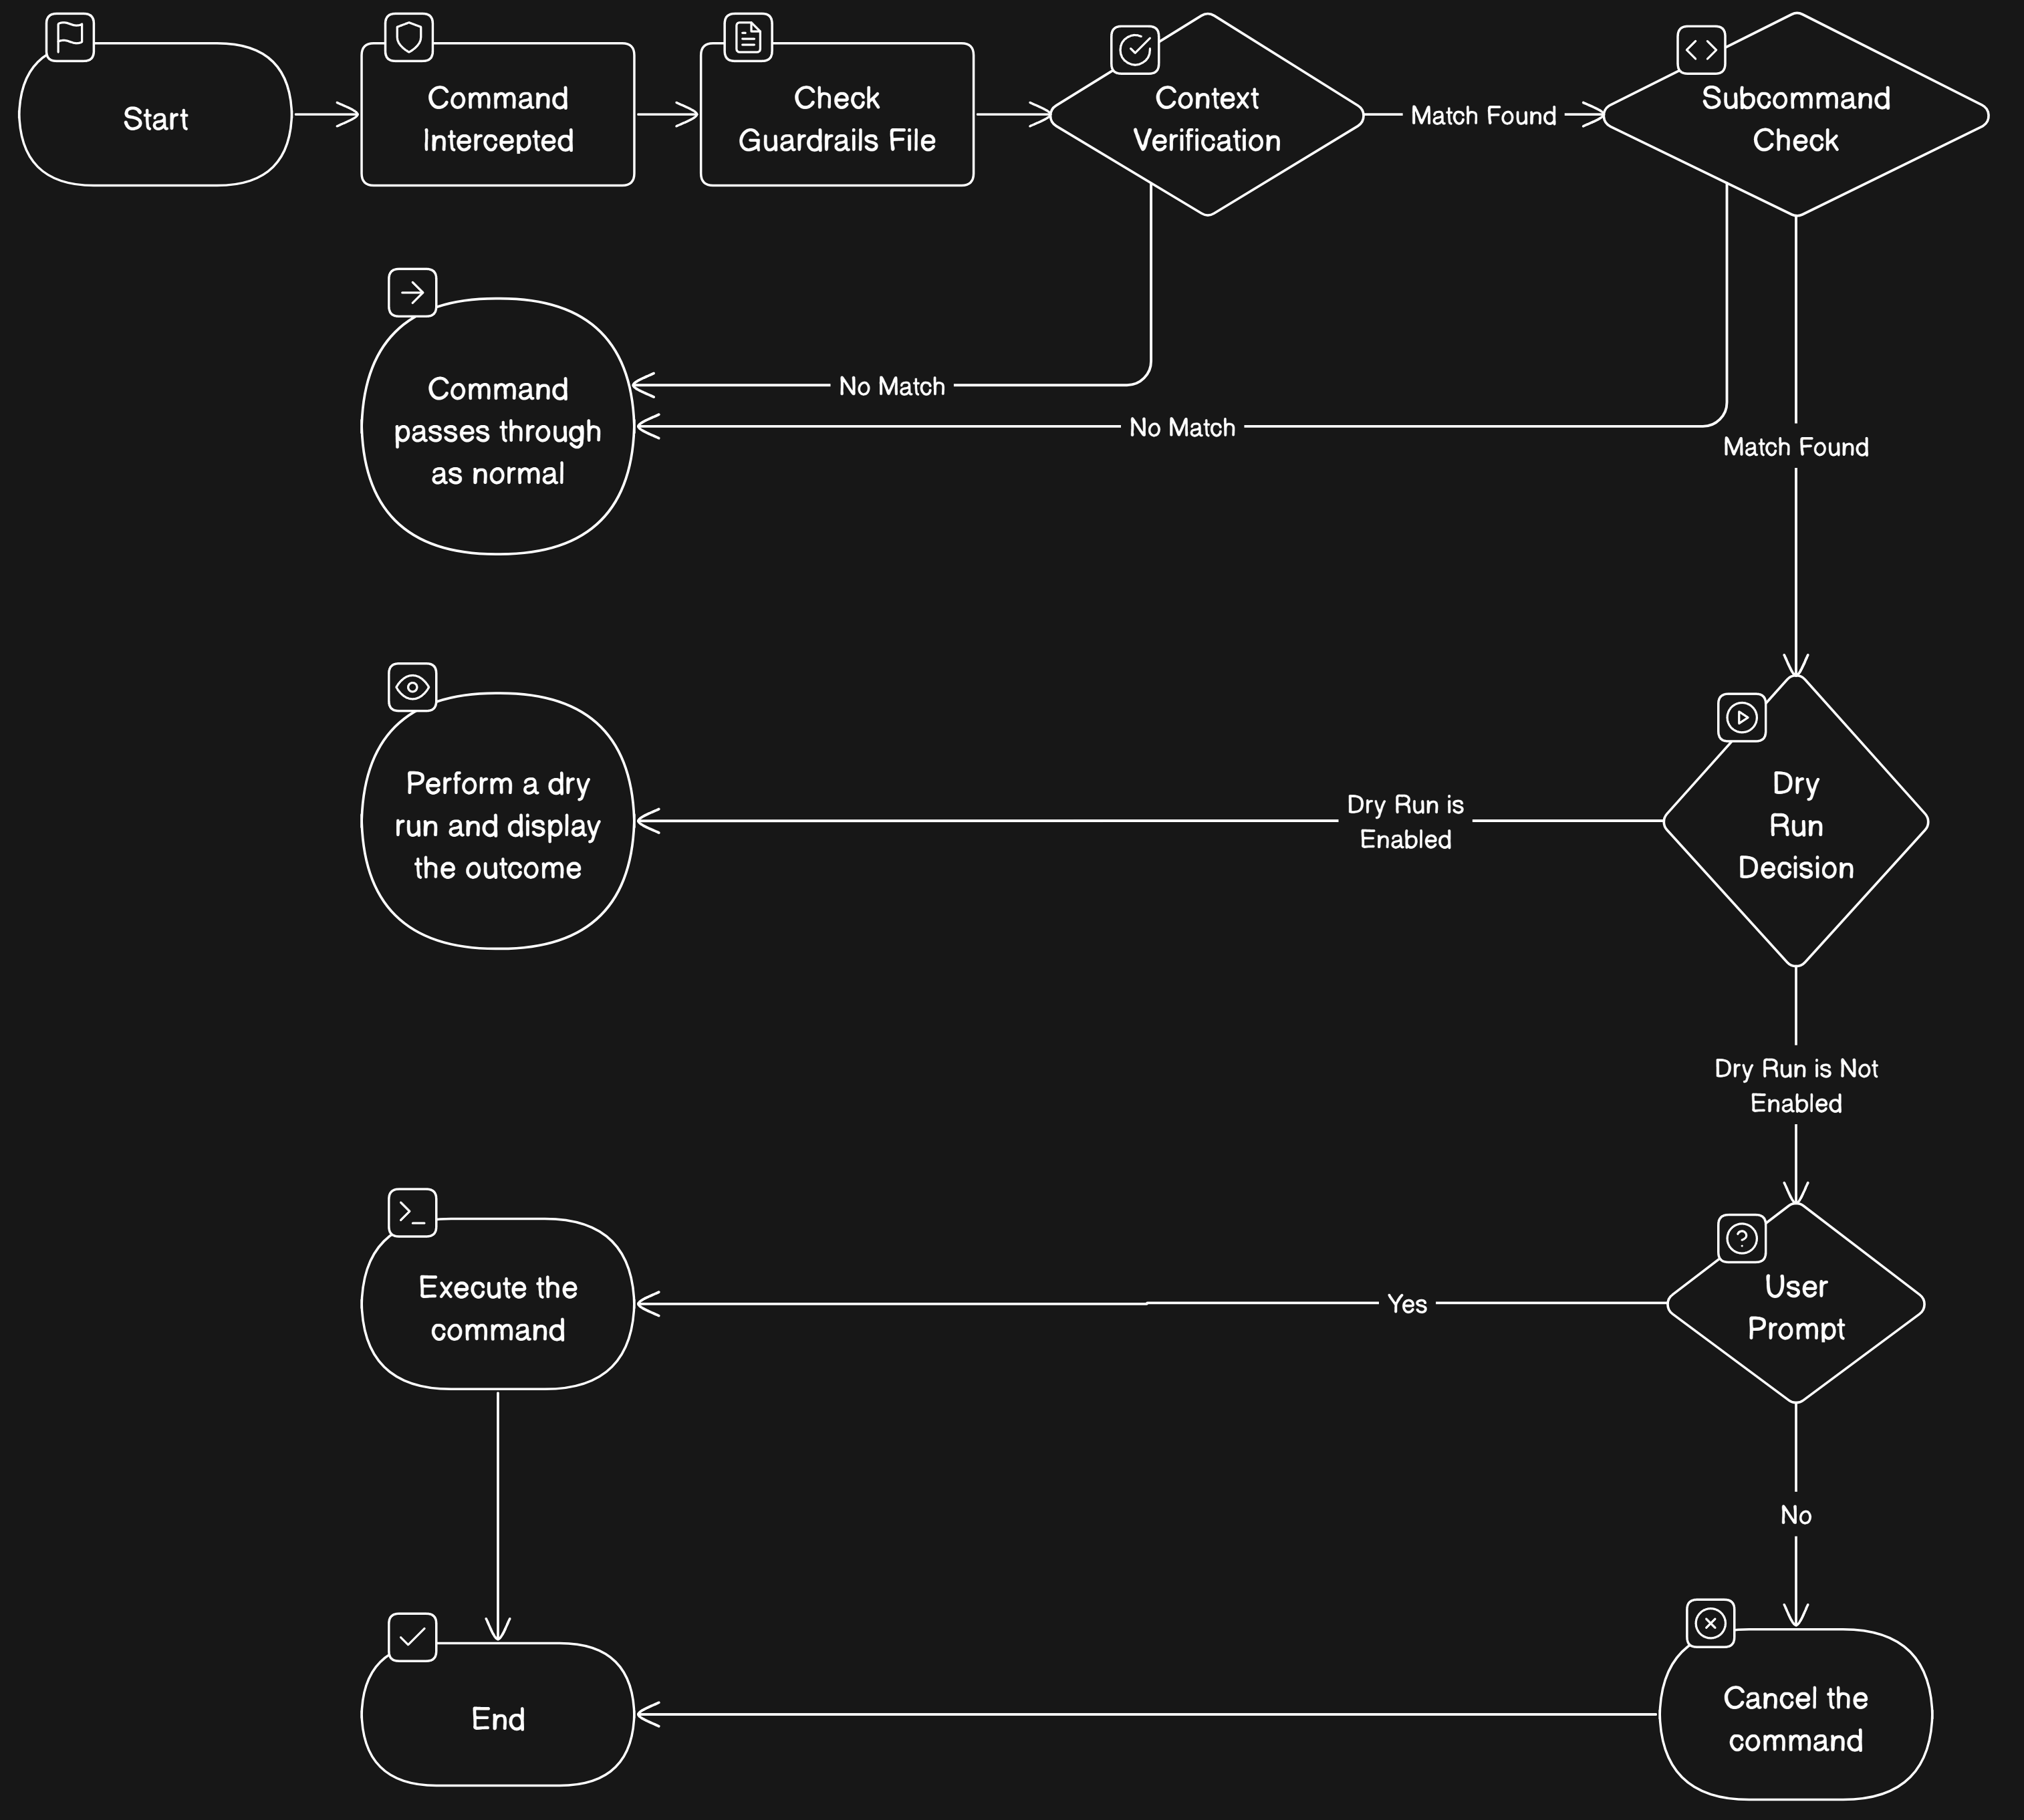 Start
Command
Intercepted
Check
Guardrails File
Context
Verification
Match Found
Subcommand
Check
Command
passes through
as normal
No Match
No Match
Match Found
Perform a dry
run and display
the outcome
Dry Run is
Enabled
Dry
Run
Decision
Dry Run is Not
Enabled
Execute the
command
Yes
User
Prompt
No
End
Cancel the
command